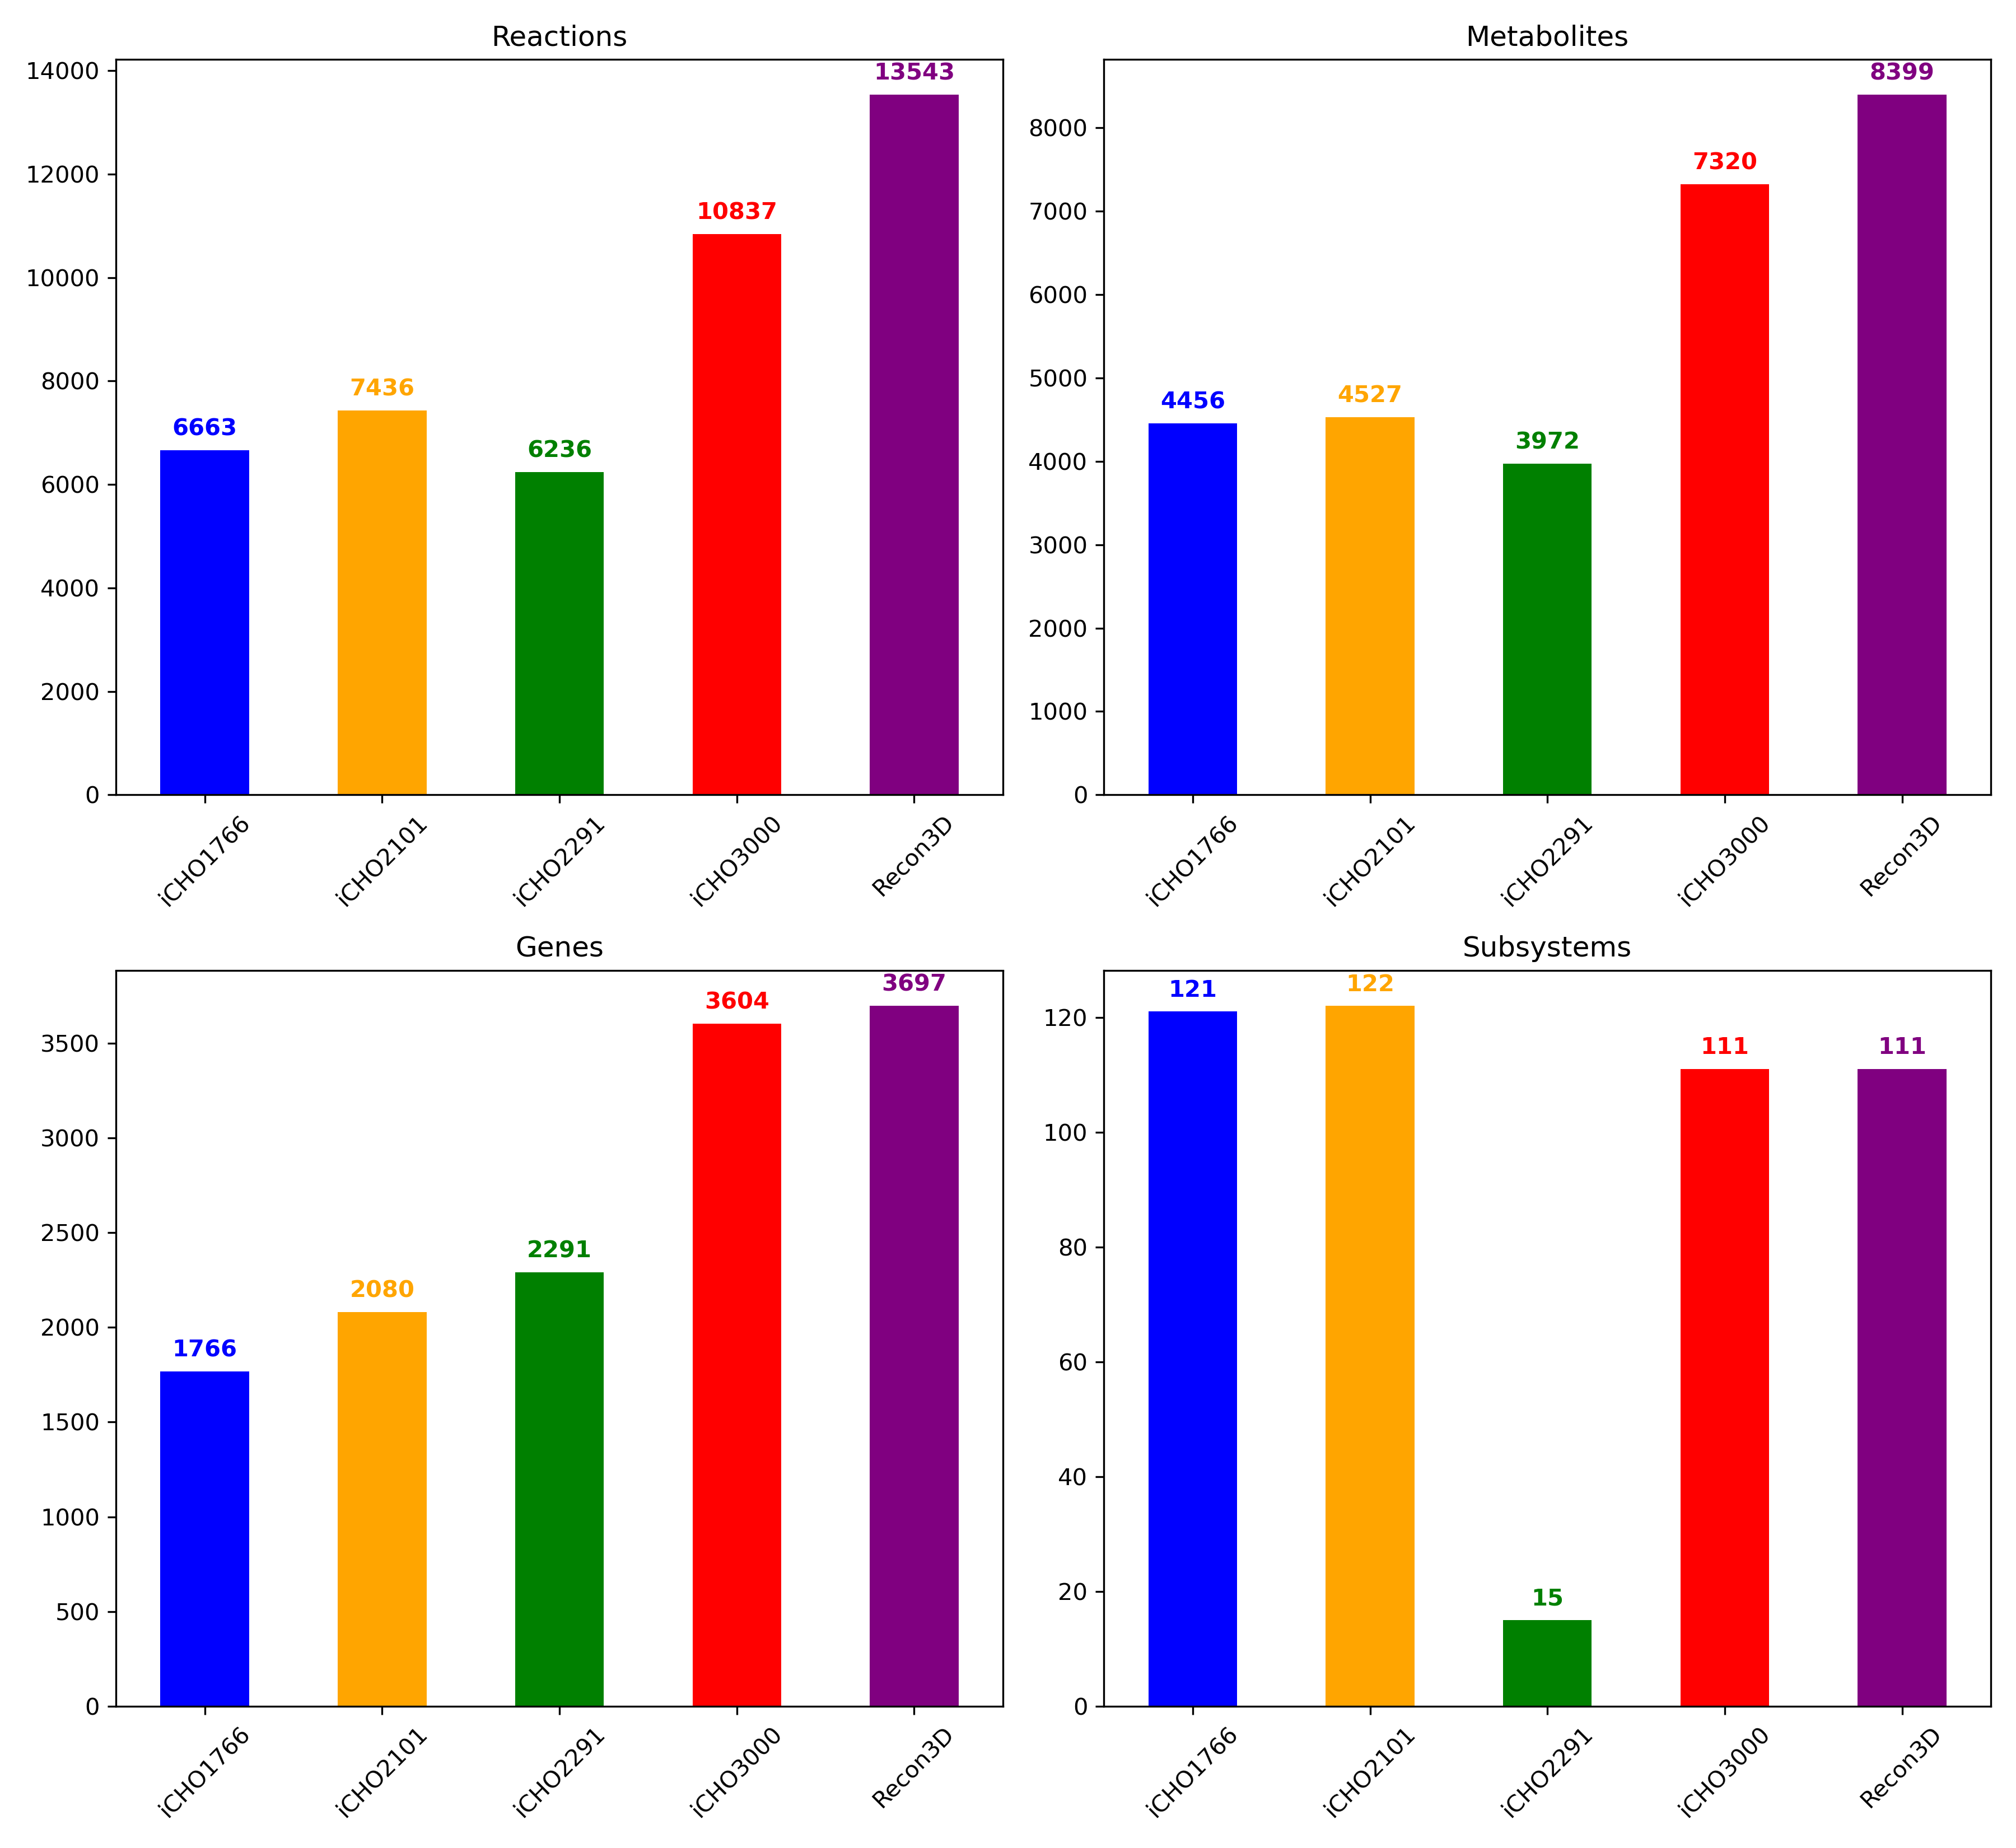 Reactions
14000
12000
10000
8000
6000
4000
2000
0
6663
7436
6236
10837
13543
iCHO1766
iCHO2101
iCHO2291
iCHO3000
Recon3D
Metabolites
8000
7000
6000
5000
4000
3000
2000
1000
0
4456
4527
3972
7320
8399
iCHO1766
iCHO2101
iCHO2291
iCHO3000
Recon3D
Genes
3500
3000
2500
2000
1500
1000
500
0
1766
2080
2291
3604
3697
iCHO1766
iCHO2101
iCHO2291
iCHO3000
Recon3D
Subsystems
120
100
80
60
40
20
0
121
122
15
111
111
iCHO1766
iCHO2101
iCHO2291
iCHO3000
Recon3D